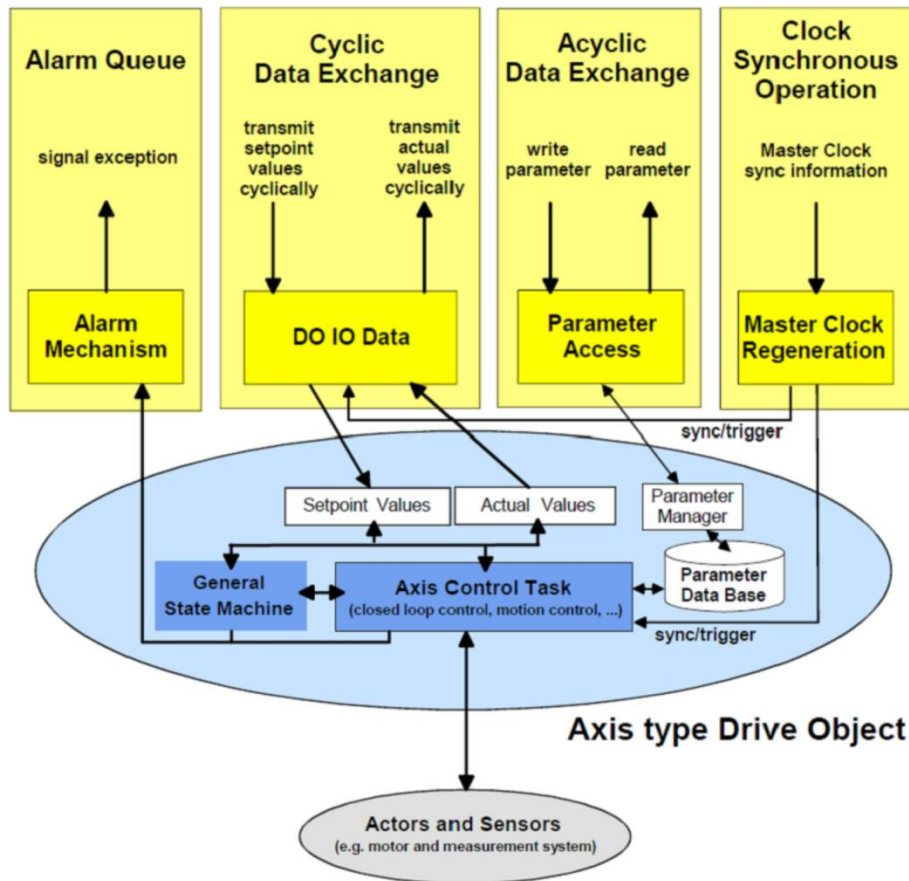 Alarm Queue
signal exception
Alarm
Mechanism
Cyclic
Data Exchange
transmit
setpoint
values
cyclically
transmit
actual
values
cyclically
DO IO Data
Acyclic
Data Exchange
write
parameter
read
parameter
Parameter
Access
Clock
Synchronous
Operation
Master Clock
sync information
Master Clock
Regeneration
sync/trigger
Setpoint Values
Actual Values
Parameter
Manager
General
State Machine
Axis Control Task
(closed loop control, motion control, ...)
Parameter
Data Base
sync/trigger
Axis type Drive Object
Actors and Sensors
(e.g. motor and measurement system)